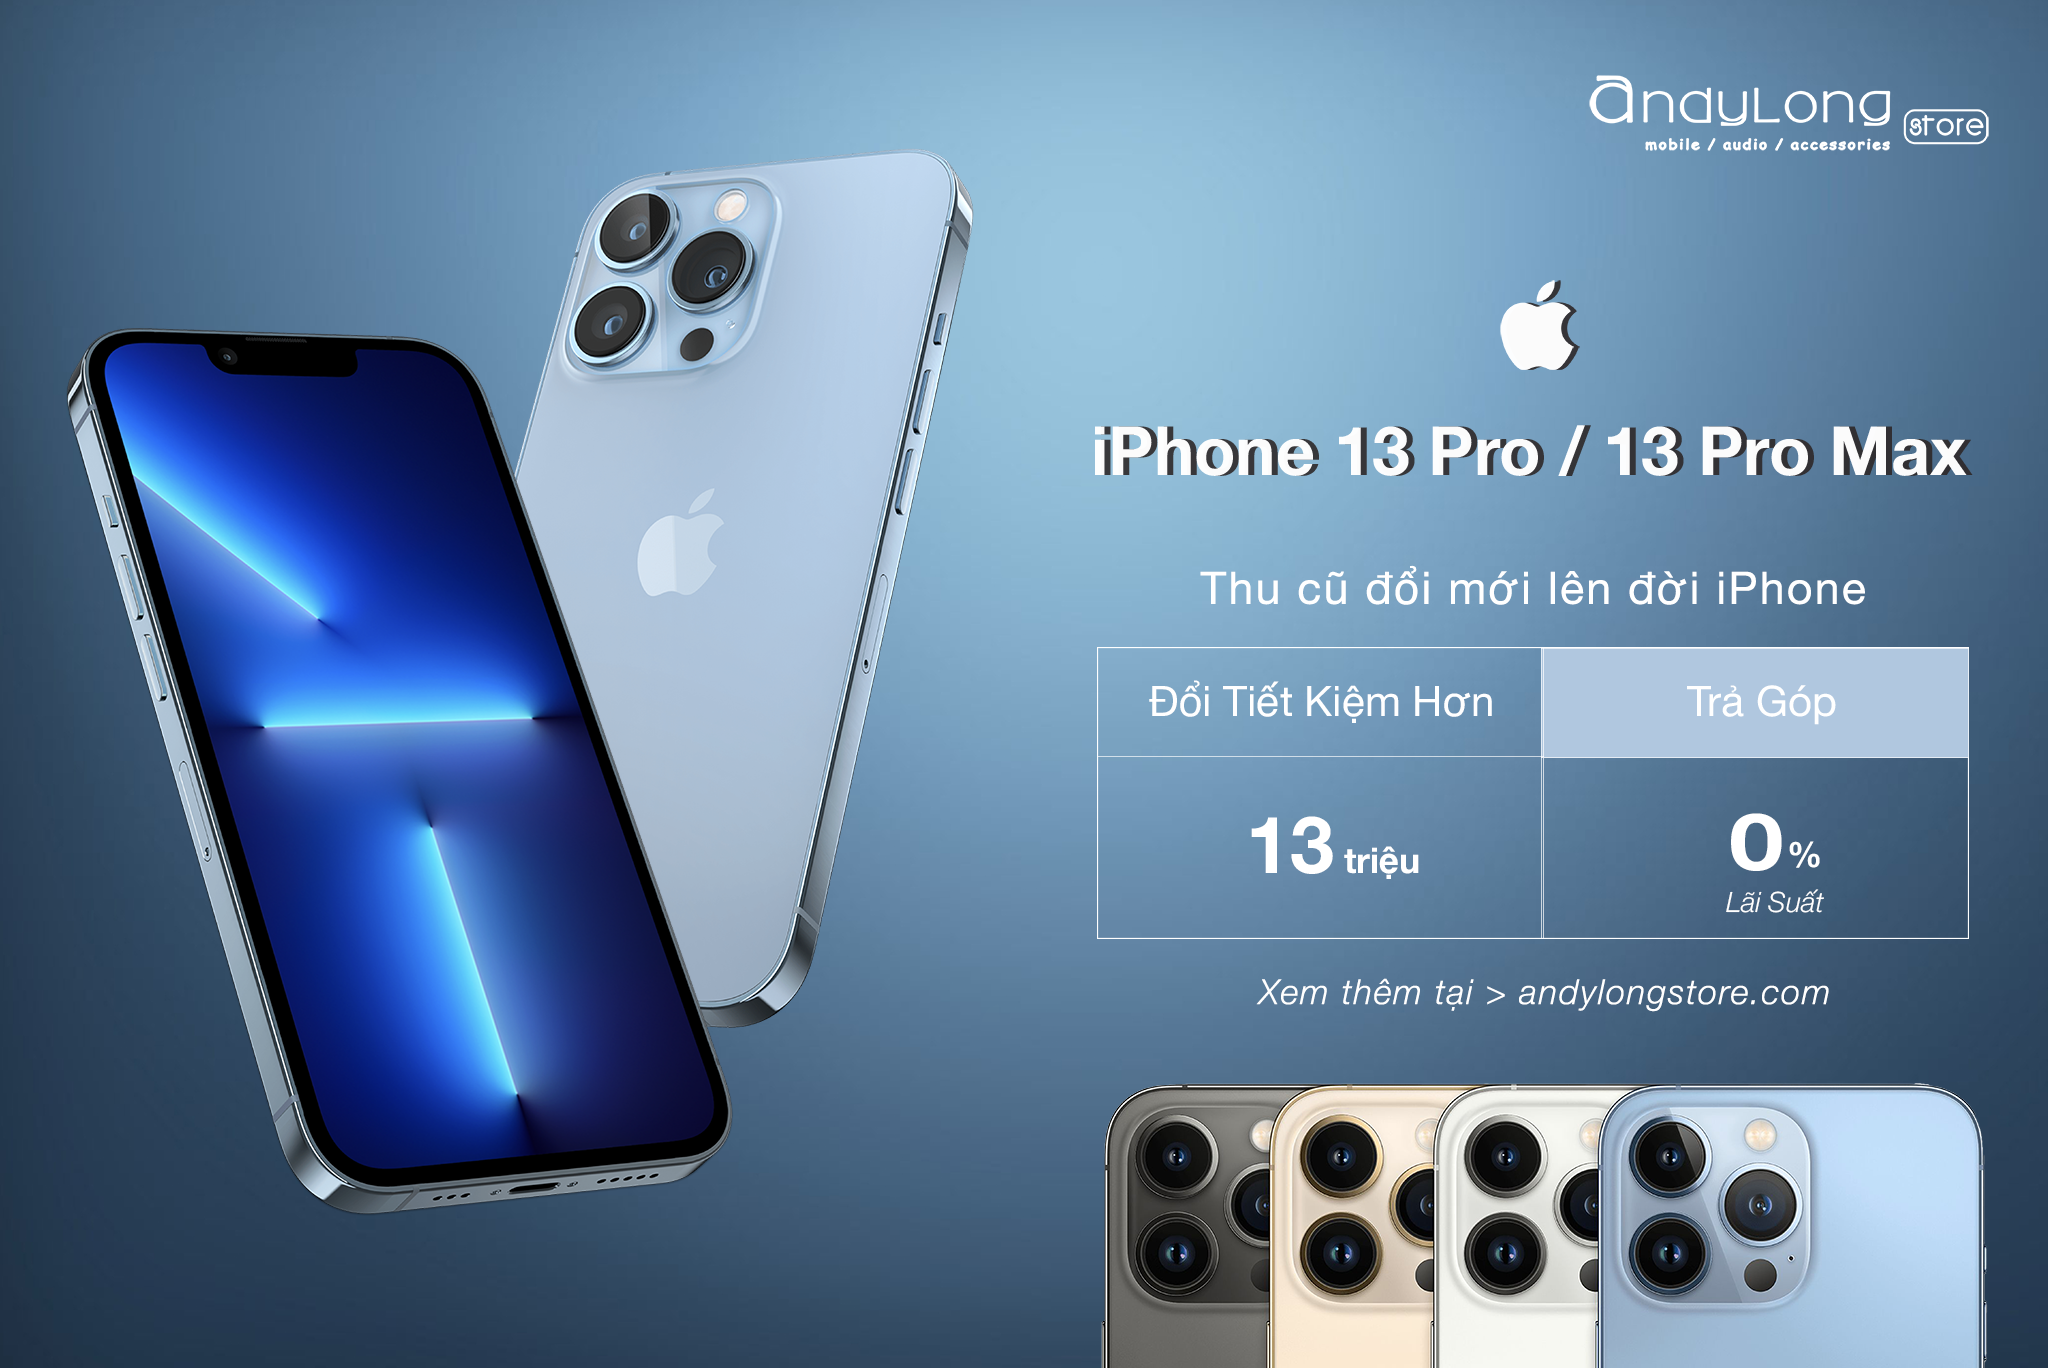 andyLong store
mobile / audio / accessories
iPhone 13 Pro / 13 Pro Max
Thu cũ đổi mới lên đời iPhone
Đổi Tiết Kiệm Hơn
Trả Góp
13 triệu
0%
Lãi Suất
Xem thêm tại > andylongstore.com